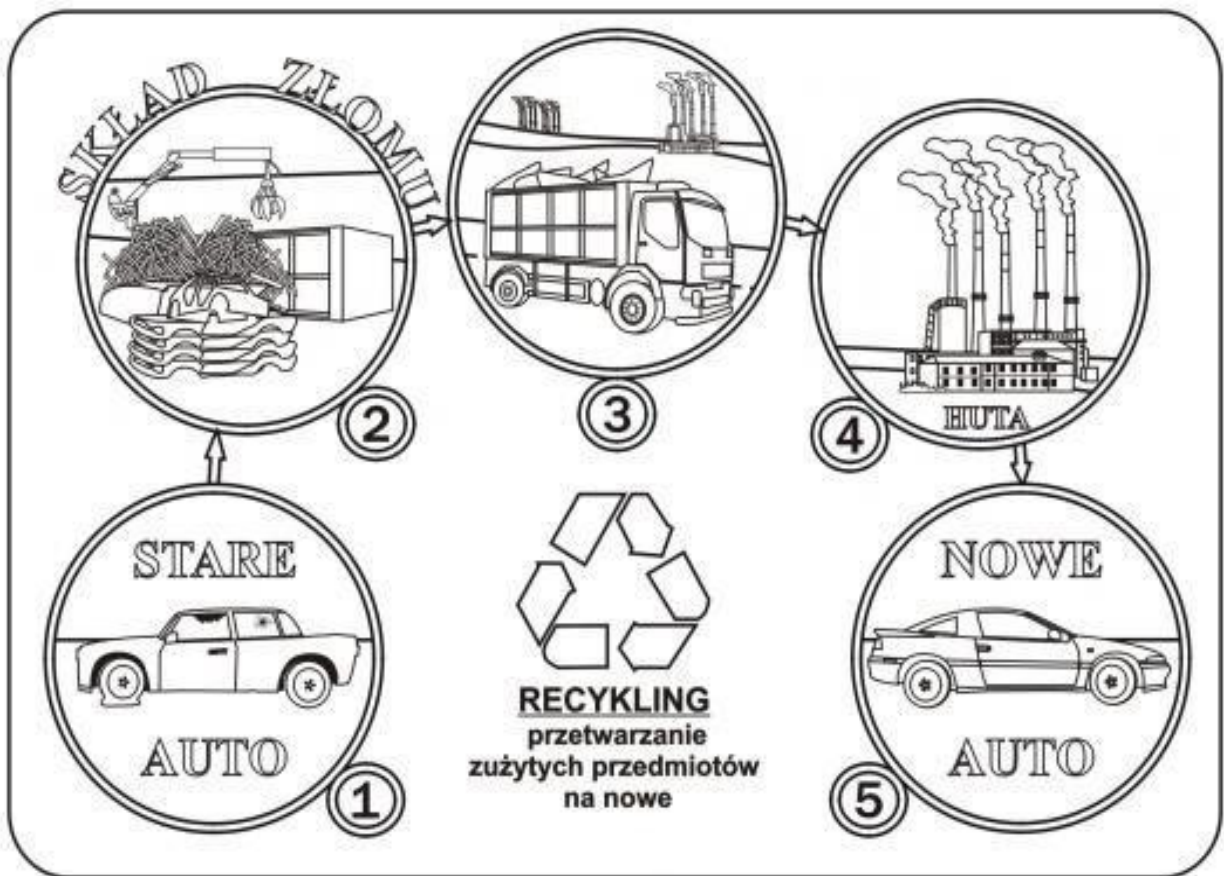 SKŁAD ZŁOMU
2
3
4
HUTA
STARE
AUTO
1
RECYKLING
przetwarzanie
zużytych przedmiotów
na nowe
NOWE
AUTO
5